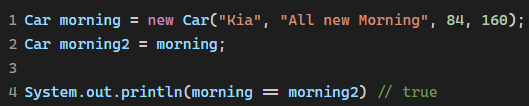 1 Car morning = new Car("Kia", "All new Morning", 84, 160);
2 Car morning2 = morning;
3
4 System.out.println(morning == morning2) // true